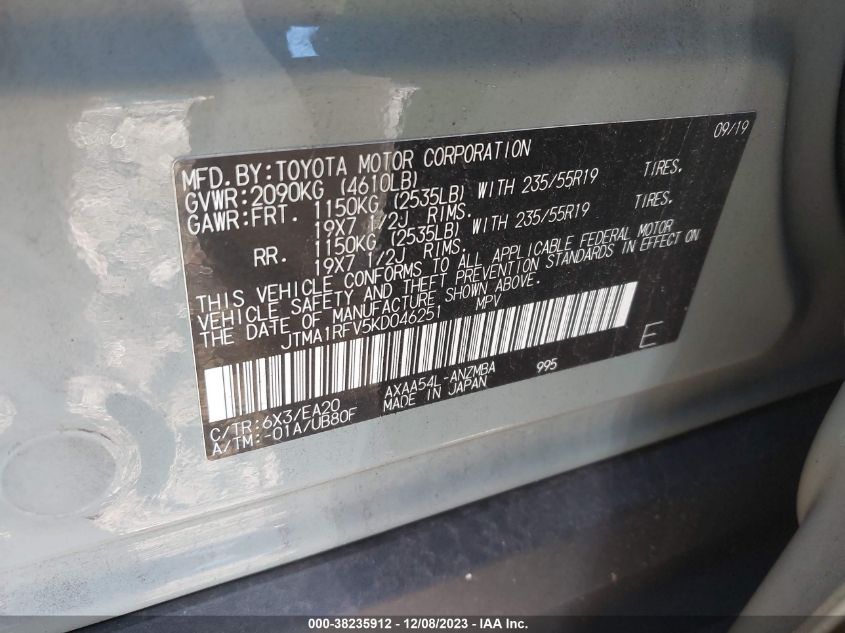 09/19
MFD.BY:TOYOTA MOTOR CORPORATION
GVWR:2090KG (4610LB)
GAWR:FRT. 1150KG (2535LB) WITH 235/55R19 TIRES.
19X7 1/2J RIMS.
RR. 1150KG (2535LB) WITH 235/55R19 TIRES.
19X7 1/2J RIMS.
THIS VEHICLE CONFORMS TO ALL APPLICABLE FEDERAL MOTOR
VEHICLE SAFETY AND THEFT PREVENTION STANDARDS IN EFFECT ON
THE DATE OF MANUFACTURE SHOWN ABOVE.
JTMA1RFV5KD046251 MPV
E
C/TR:6X3/EA20 AXAA54L-ANZMBA 995
A/TM:-01A/UB80F MADE IN JAPAN
000-38235912 - 12/08/2023 - IAA Inc.